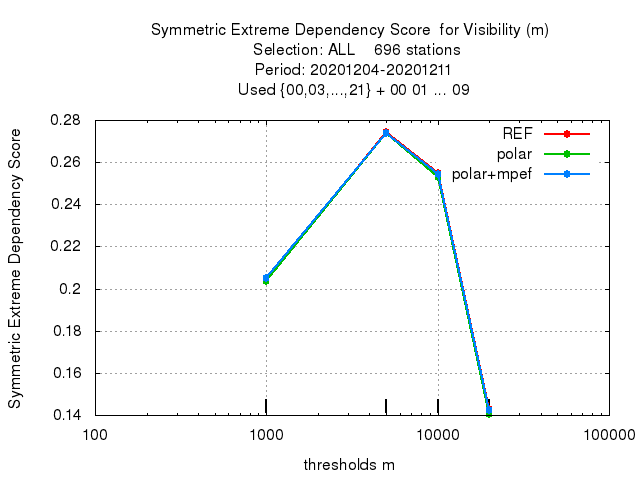 Symmetric Extreme Dependency Score  for Visibility (m)
Selection: ALL    696 stations
Period: 20201204-20201211
Used {00,03,...,21} + 00 01 ... 09
Symmetric Extreme Dependency Score
0.28
0.26
0.24
0.22
0.2
0.18
0.16
0.14
REF
polar
polar+mpef
100
1000
10000
100000
thresholds m